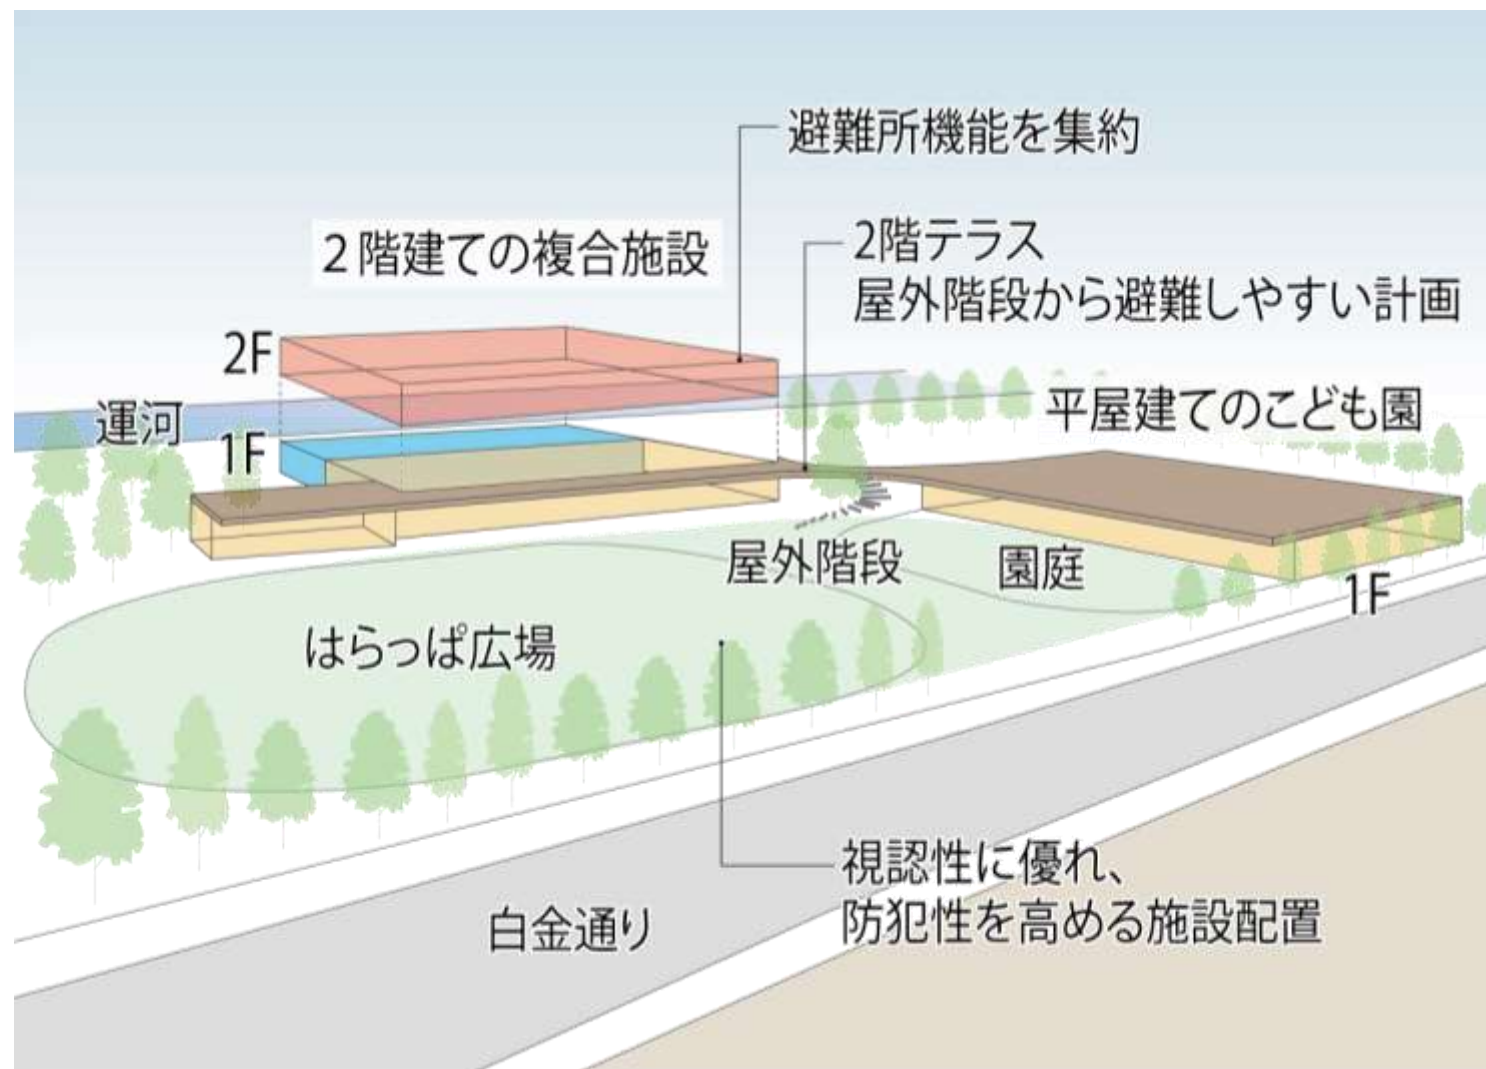 避難所機能を集約
２階建ての複合施設
2階テラス
屋外階段から避難しやすい計画
2F
運河
1F
平屋建てのこども園
屋外階段
園庭
1F
はらっぱ広場
視認性に優れ、
防犯性を高める施設配置
白金通り